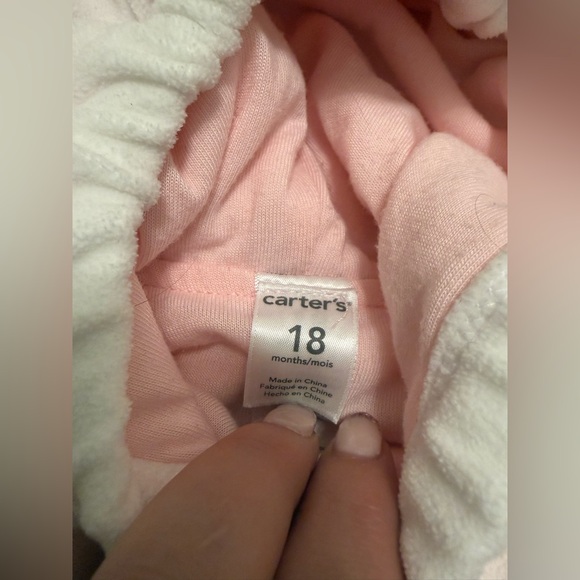 carter's®
18
months/mois
Made in China
Fabriqué en Chine
Hecho en China